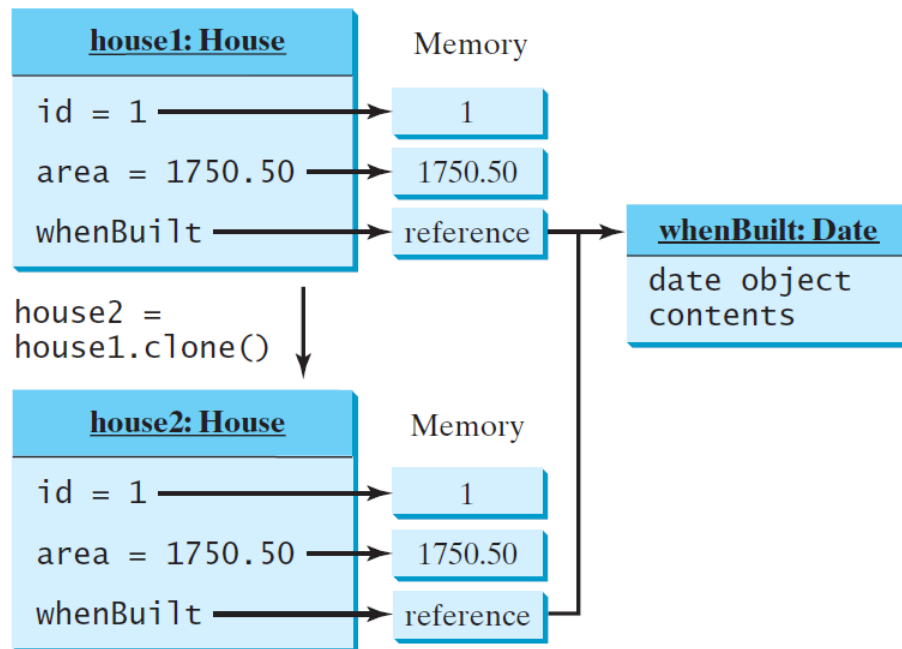 house1: House
Memory
id = 1
1
area = 1750.50
1750.50
whenBuilt
reference
whenBuilt: Date
date object
contents
house2 =
house1.clone()
house2: House
Memory
id = 1
1
area = 1750.50
1750.50
whenBuilt
reference